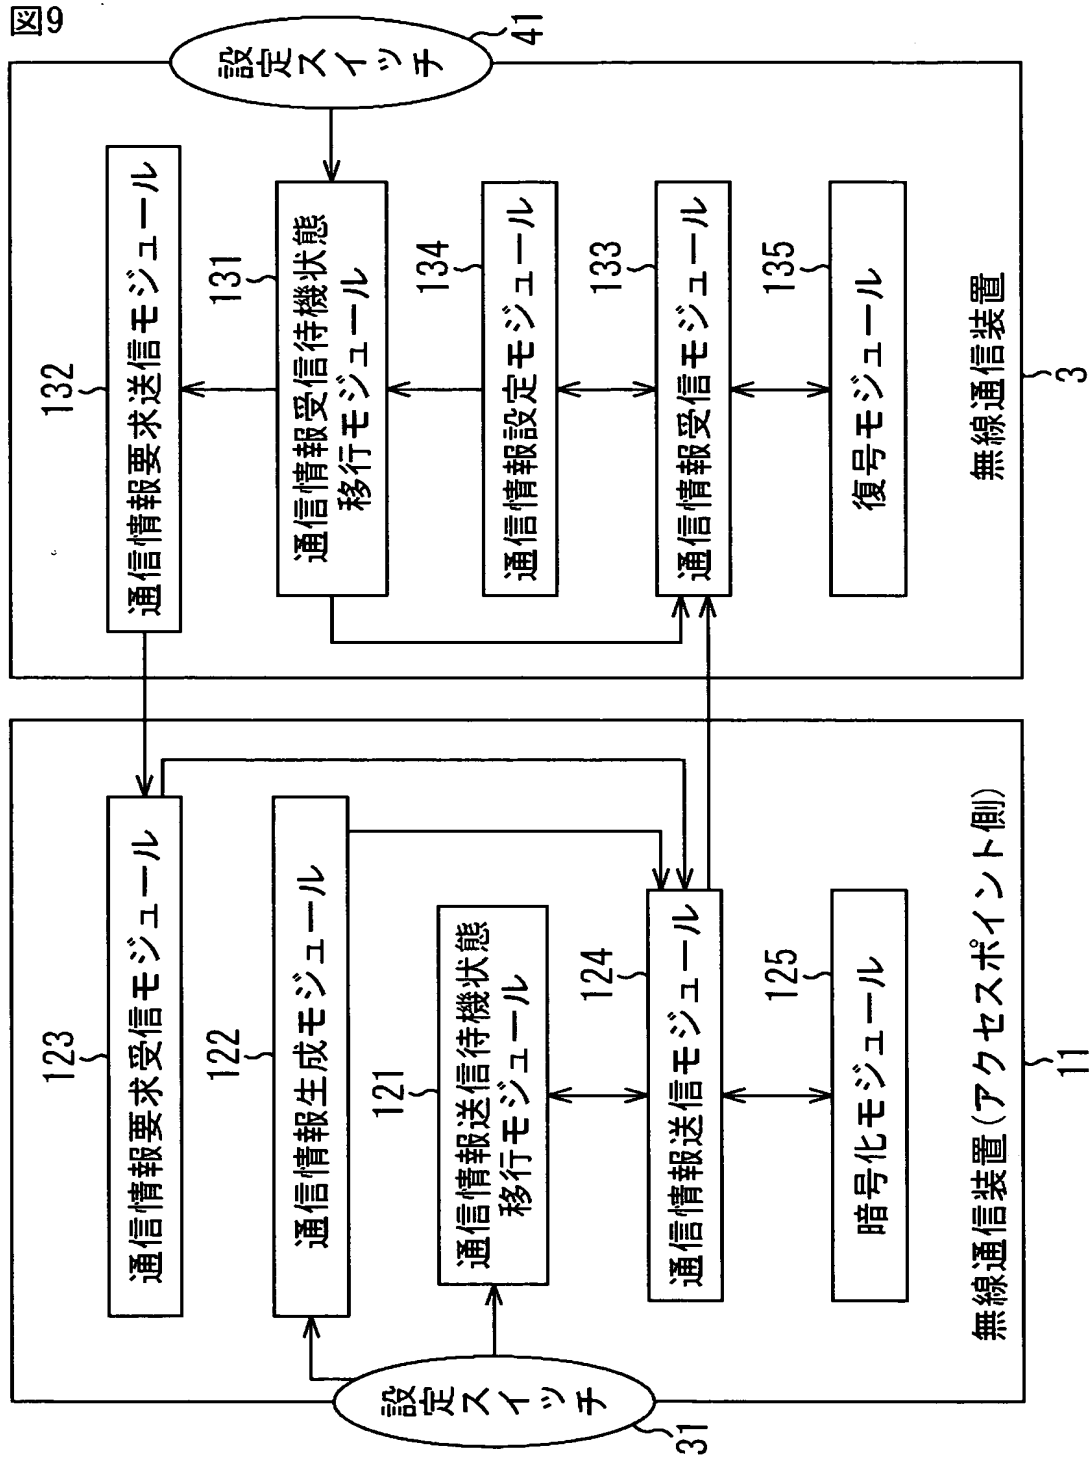 図9
設定スイッチ
41
132
通信情報要求送信モジュール
131
通信情報受信待機状態
移行モジュール
134
通信情報設定モジュール
133
通信情報受信モジュール
135
復号モジュール
無線通信装置
3
123
通信情報要求受信モジュール
122
通信情報生成モジュール
121
通信情報送信待機状態
移行モジュール
124
通信情報送信モジュール
125
暗号化モジュール
無線通信装置(アクセスポイント側)
11
設定スイッチ
31